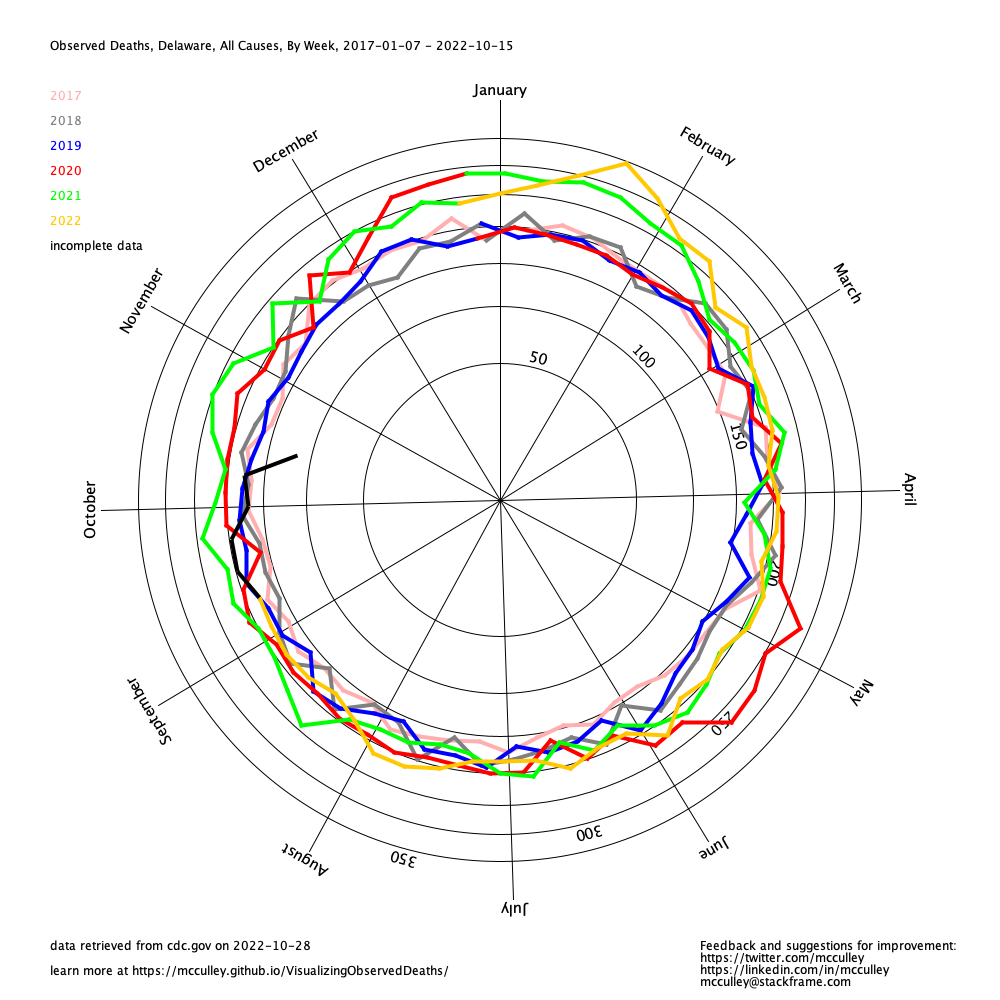 Observed Deaths, Delaware, All Causes, By Week, 2017-01-07 - 2022-10-15
January
2017
2018
2019
2020
2021
2022
incomplete data
December
February
November
March
50
100
150
October
April
200
September
May
250
300
350
August
June
July
data retrieved from cdc.gov on 2022-10-28
learn more at https://mcculley.github.io/VisualizingObservedDeaths/
Feedback and suggestions for improvement:
https://twitter.com/mcculley
https://linkedin.com/in/mcculley
mcculley@stackframe.com